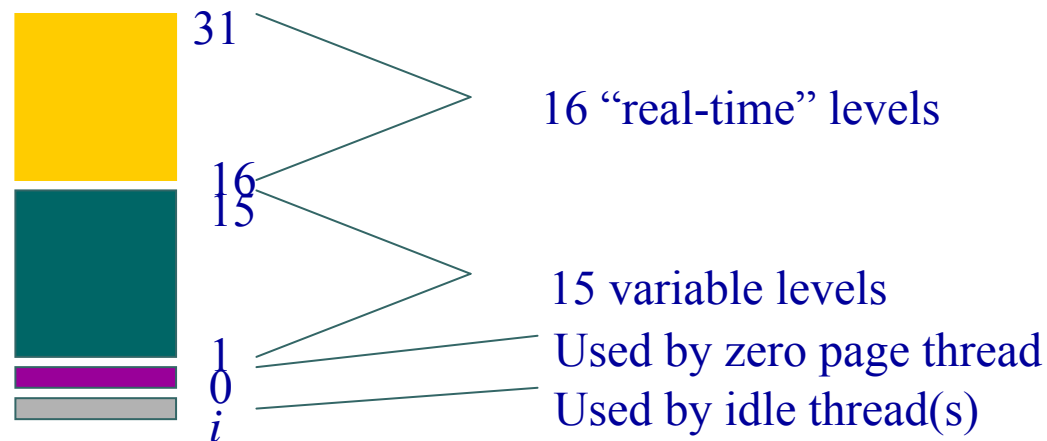 31
16 “real-time” levels
16
15
15 variable levels
1
Used by zero page thread
0
Used by idle thread(s)
i